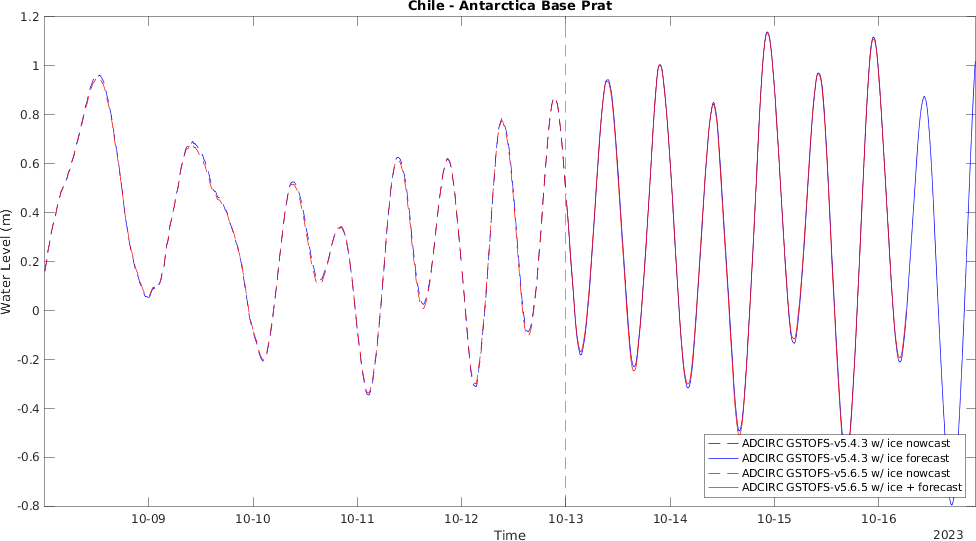 Chile - Antarctica Base Prat
1.2
1
0.8
0.6
0.4
0.2
0
-0.2
-0.4
-0.6
-0.8
Water Level (m)
ADCIRC GSTOFS-v5.4.3 w/ ice nowcast
ADCIRC GSTOFS-v5.4.3 w/ ice forecast
ADCIRC GSTOFS-v5.6.5 w/ ice nowcast
ADCIRC GSTOFS-v5.6.5 w/ ice + forecast
10-09 10-10 10-11 10-12 10-13 10-14 10-15 10-16
Time
2023